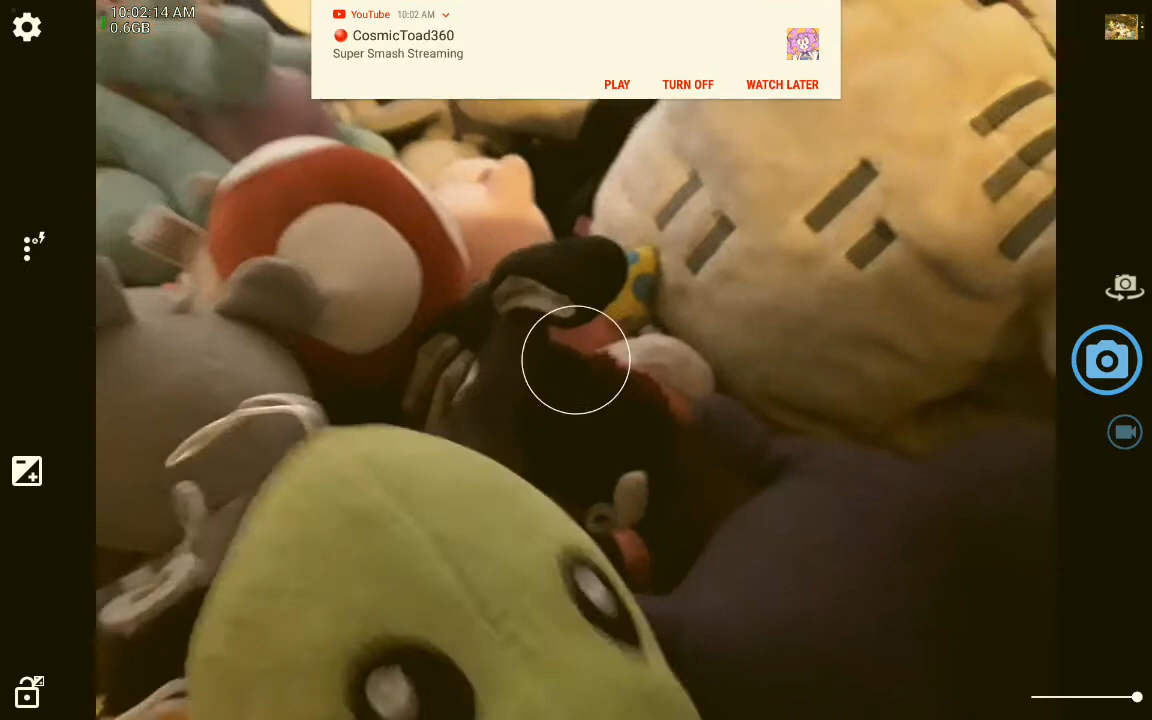 10:02:14 AM
0.6GB
YouTube 10:02 AM
CosmicToad360
Super Smash Streaming
PLAY TURN OFF WATCH LATER